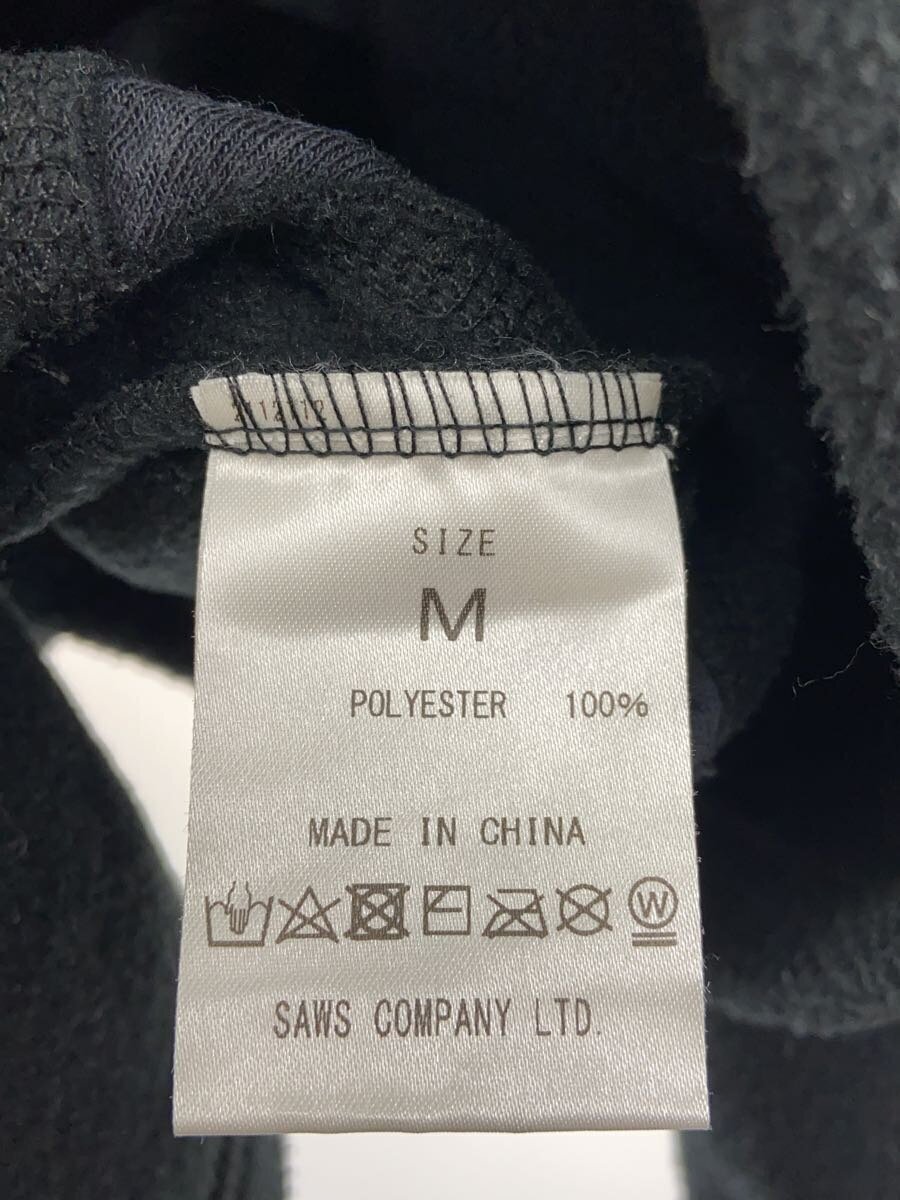 SIZE
M
POLYESTER 100%
MADE IN CHINA
W
SAWS COMPANY LTD.